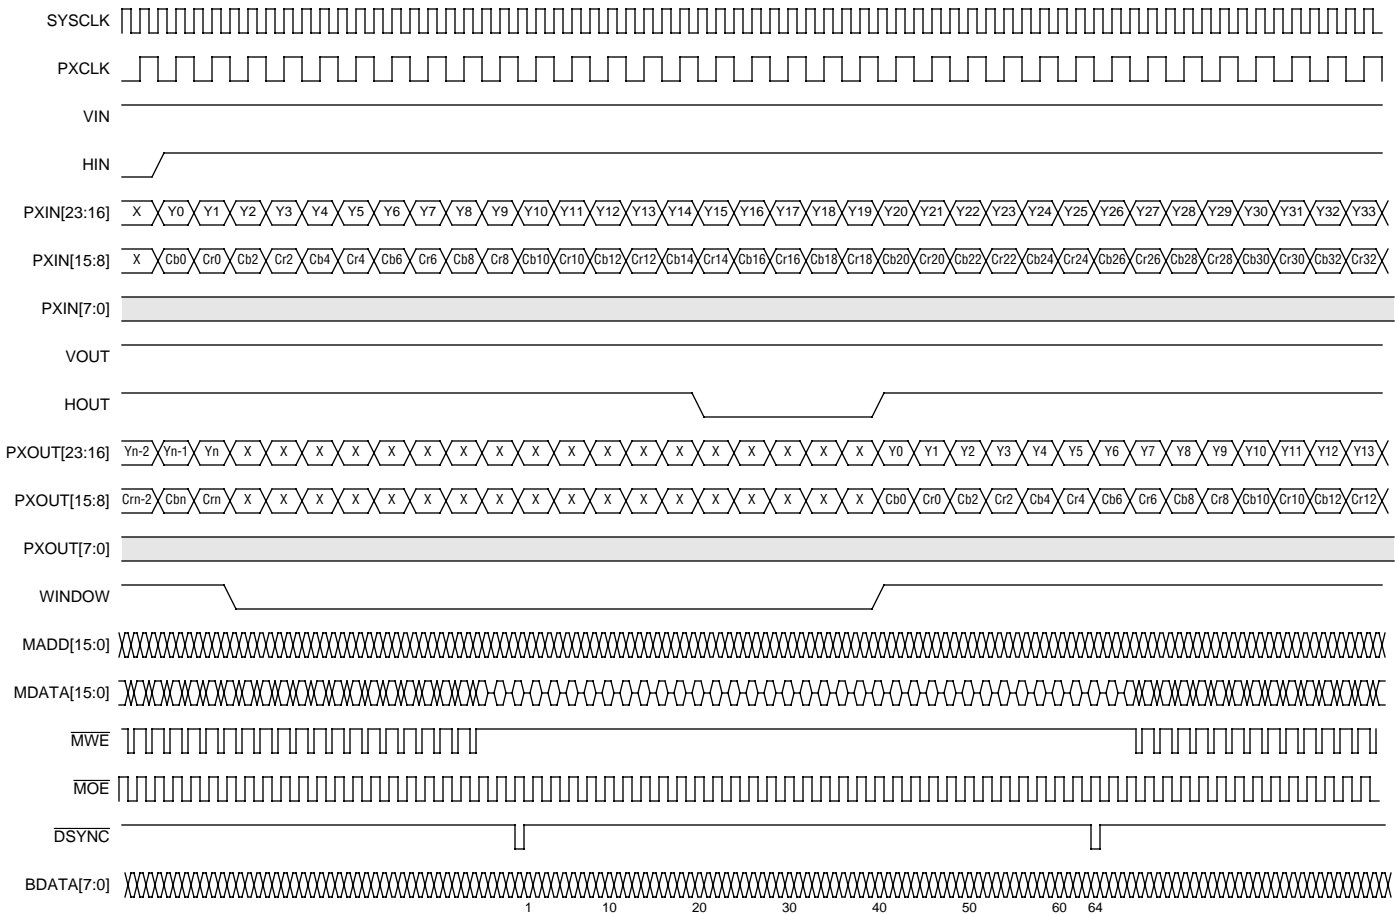 SYSCLK
PXCLK
VIN
HIN
PXIN[23:16] X Y0 Y1 Y2 Y3 Y4 Y5 Y6 Y7 Y8 Y9 Y10 Y11 Y12 Y13 Y14 Y15 Y16 Y17 Y18 Y19 Y20 Y21 Y22 Y23 Y24 Y25 Y26 Y27 Y28 Y29 Y30 Y31 Y32 Y33
PXIN[15:8] X Cb0 Cr0 Cb2 Cr2 Cb4 Cr4 Cb6 Cr6 Cb8 Cr8 Cb10 Cr10 Cb12 Cr12 Cb14 Cr14 Cb16 Cr16 Cb18 Cr18 Cb20 Cr20 Cb22 Cr22 Cb24 Cr24 Cb26 Cr26 Cb28 Cr28 Cb30 Cr30 Cb32 Cr32
PXIN[7:0]
VOUT
HOUT
PXOUT[23:16] Yn-2 Yn-1 Yn X X X X X X X X X X X X X X X X X X Y0 Y1 Y2 Y3 Y4 Y5 Y6 Y7 Y8 Y9 Y10 Y11 Y12 Y13
PXOUT[15:8] Crn-2 Cbn Crn X X X X X X X X X X X X X X X X X X Cb0 Cr0 Cb2 Cr2 Cb4 Cr4 Cb6 Cr6 Cb8 Cr8 Cb10 Cr10 Cb12 Cr12
PXOUT[7:0]
WINDOW
MADD[15:0]
MDATA[15:0]
MWE
MOE
DSYNC
BDATA[7:0]
1 10 20 30 40 50 60 64